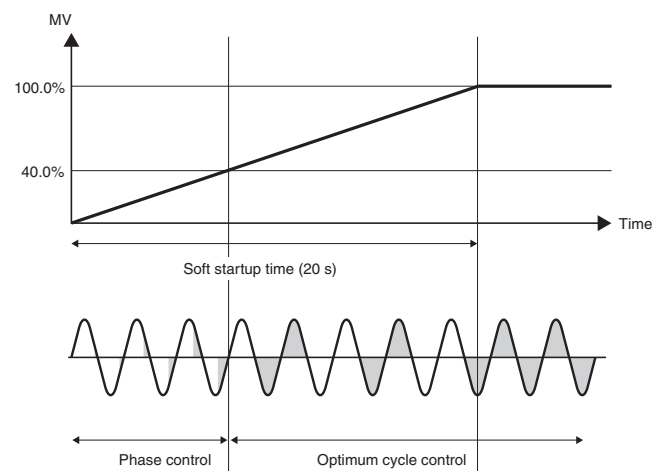 MV
100.0%
40.0%
Time
Soft startup time (20 s)
Phase control
Optimum cycle control